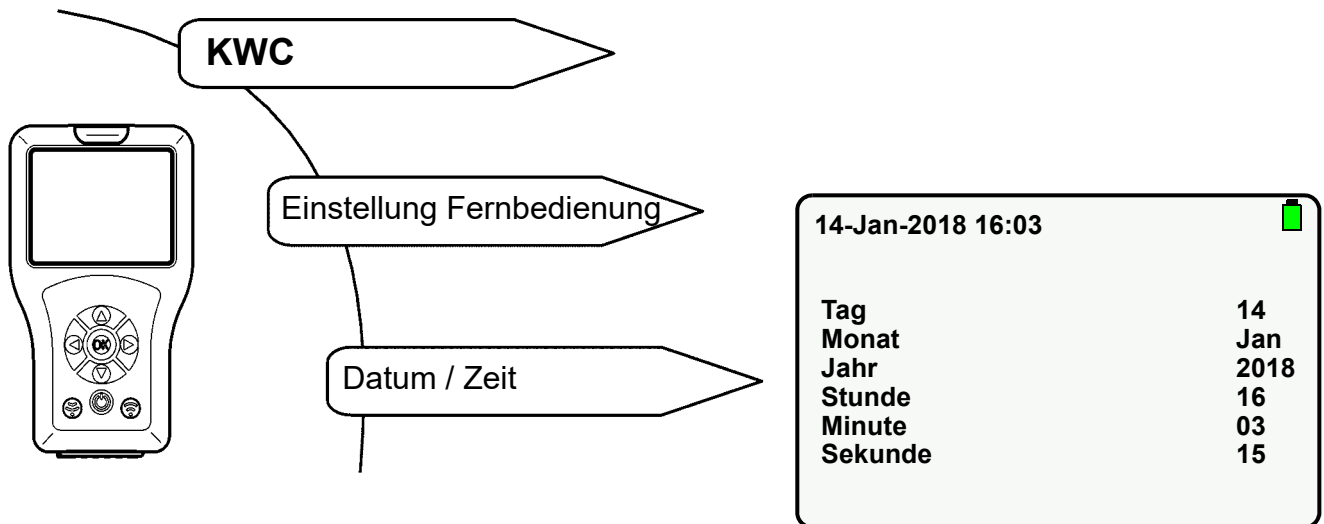 KWC
Einstellung Fernbedienung
Datum / Zeit
OK
14-Jan-2018 16:03
Tag 14
Monat Jan
Jahr 2018
Stunde 16
Minute 03
Sekunde 15